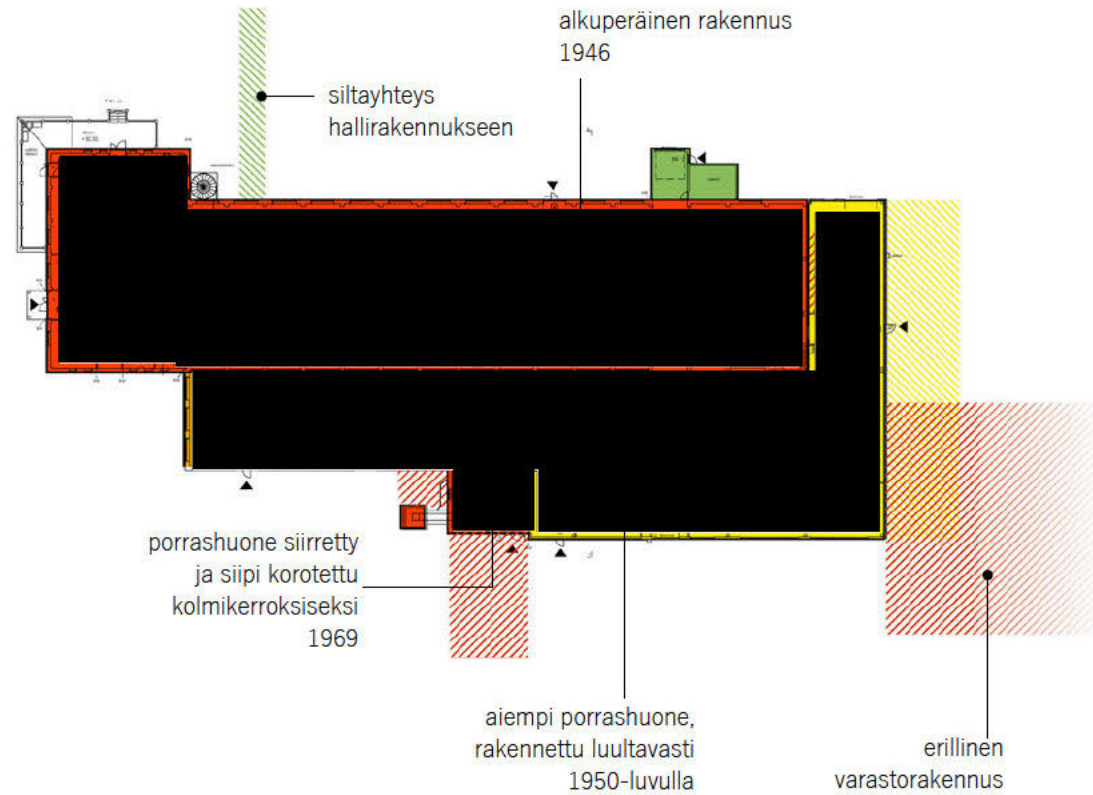 alkuperäinen rakennus
1946
siltayhteys
hallirakennukseen
porrashuone siirretty
ja siipi korotettu
kolmikerroksiseksi
1969
aiempi porrashuone,
rakennettu luultavasti
1950-luvulla
erillinen
varastorakennus